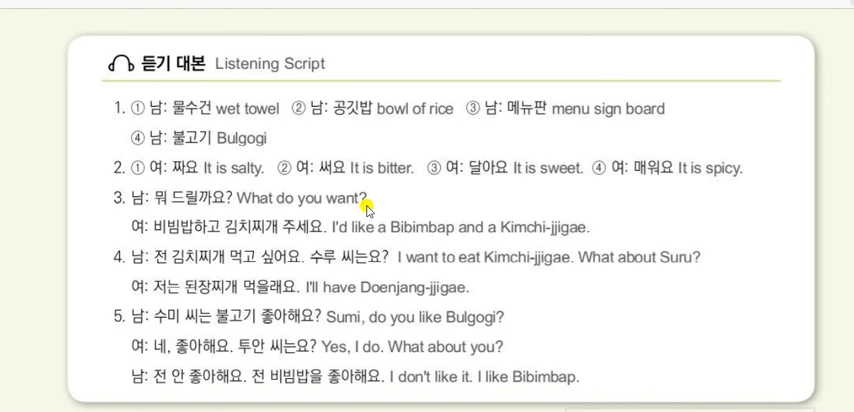 듣기 대본 Listening Script
1. ① 남: 물수건 wet towel ② 남: 공깃밥 bowl of rice ③ 남: 메뉴판 menu sign board
④ 남: 불고기 Bulgogi
2. ① 여: 짜요 It is salty. ② 여: 써요 It is bitter. ③ 여: 달아요 It is sweet. ④ 여: 매워요 It is spicy.
3. 남: 뭐 드릴까요? What do you want?
여: 비빔밥하고 김치찌개 주세요. I'd like a Bibimbap and a Kimchi-jjigae.
4. 남: 전 김치찌개 먹고 싶어요. 수루 씨는요? I want to eat Kimchi-jjigae. What about Suru?
여: 저는 된장찌개 먹을래요. I'll have Doenjang-jjigae.
5. 남: 수미 씨는 불고기 좋아해요? Sumi, do you like Bulgogi?
여: 네, 좋아해요. 투안 씨는요? Yes, I do. What about you?
남: 전 안 좋아해요. 전 비빔밥을 좋아해요. I don't like it. I like Bibimbap.